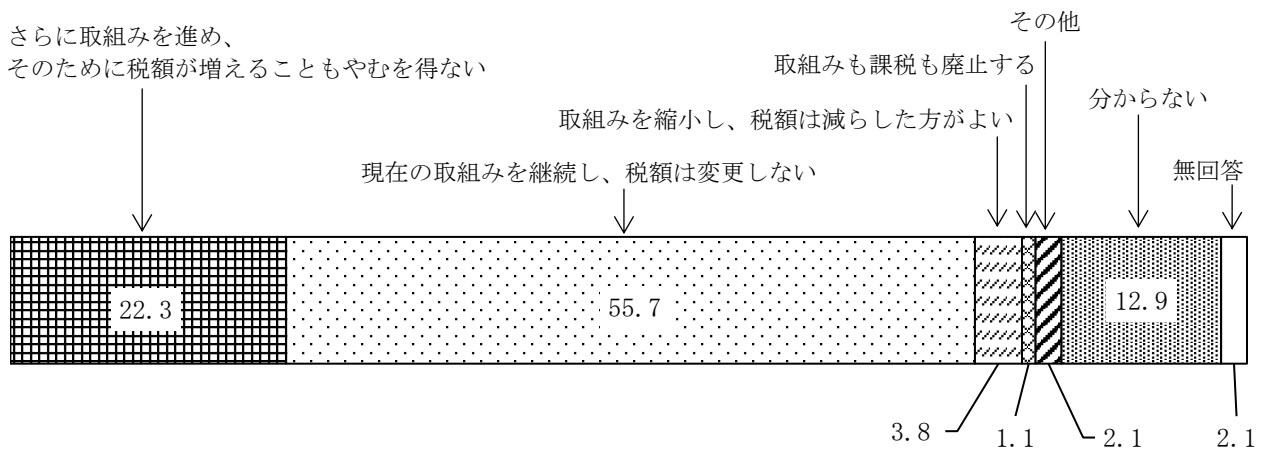 その他
さらに取組みを進め、
そのために税額が増えることもやむを得ない
取組みも課税も廃止する
分からない
取組みを縮小し、税額は減らした方がよい
現在の取組みを継続し、税額は変更しない
無回答
22.3
55.7
12.9
3.8
1.1
2.1
2.1